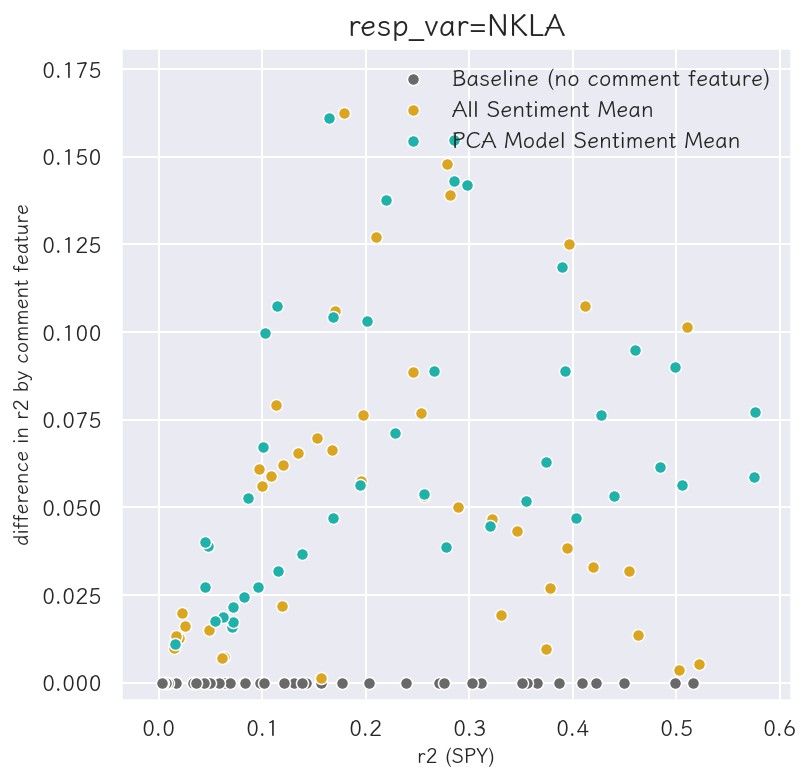 resp_var=NKLA
Baseline (no comment feature)
All Sentiment Mean
PCA Model Sentiment Mean
difference in r2 by comment feature
0.175
0.150
0.125
0.100
0.075
0.050
0.025
0.000
0.0 0.1 0.2 0.3 0.4 0.5 0.6
r2 (SPY)